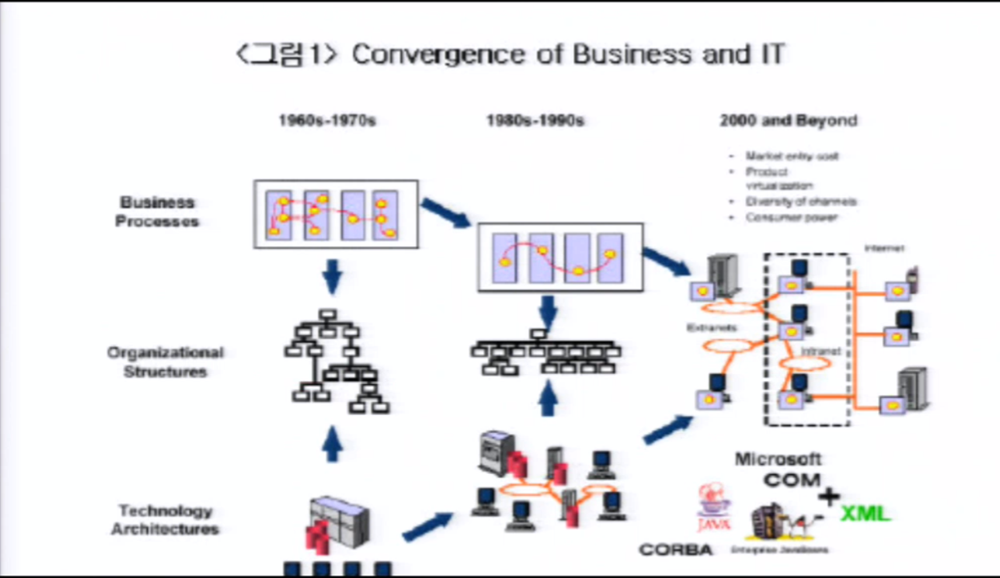 <그림1> Convergence of Business and IT
1960s-1970s
1980s-1990s
2000 and Beyond
• Market entry cost
• Product
virtualization
• Diversity of channels
• Consumer power
Business
Processes
Internet
Extranets
Intranet
Organizational
Structures
Microsoft
COM
+
XML
JAVA
Technology
Architectures
CORBA
Enterprise JavaBeans